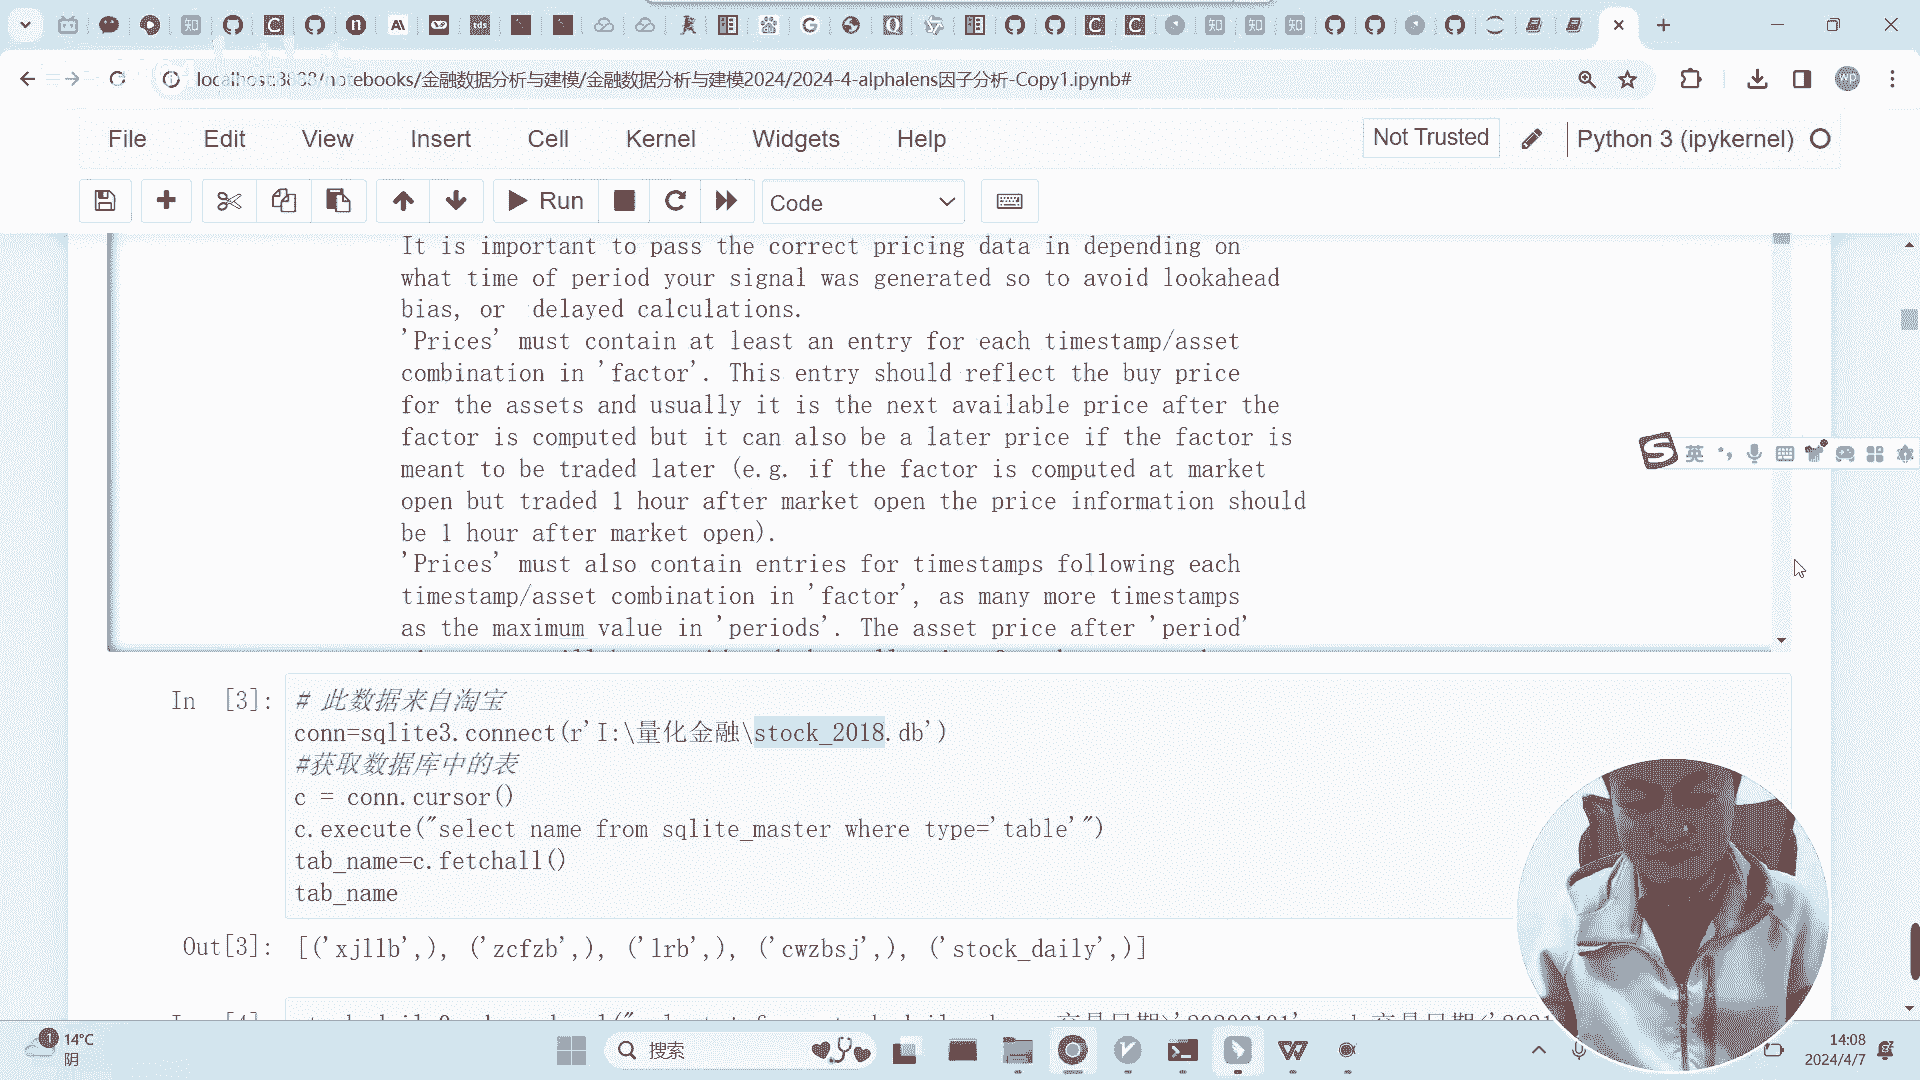 localhost:8888/notebooks/金融数据分析与建模/金融数据分析与建模2024/2024-4-alphalens因子分析-Copy1.ipynb#
wp
File Edit View Insert Cell Kernel Widgets Help
Not Trusted
Python 3 (ipykernel)
Run
Code
It is important to pass the correct pricing data in depending on
what time of period your signal was generated so to avoid lookahead
bias, or delayed calculations.
'Prices' must contain at least an entry for each timestamp/asset
combination in 'factor'. This entry should reflect the buy price
for the assets and usually it is the next available price after the
factor is computed but it can also be a later price if the factor is
meant to be traded later (e.g. if the factor is computed at market
open but traded 1 hour after market open the price information should
be 1 hour after market open).
'Prices' must also contain entries for timestamps following each
timestamp/asset combination in 'factor', as many more timestamps
as the maximum value in 'periods'. The asset price after 'period'
英
In [3]:
# 此数据来自淘宝
conn=sqlite3.connect(r'I:\量化金融\stock_2018.db')
#获取数据库中的表
c = conn.cursor()
c.execute("select name from sqlite_master where type='table'")
tab_name=c.fetchall()
tab_name
Out[3]: [('xjllb',), ('zcfzb',), ('lrb',), ('cwzbsj',), ('stock_daily',)]
14°C
阴
搜索
14:08
2024/4/7